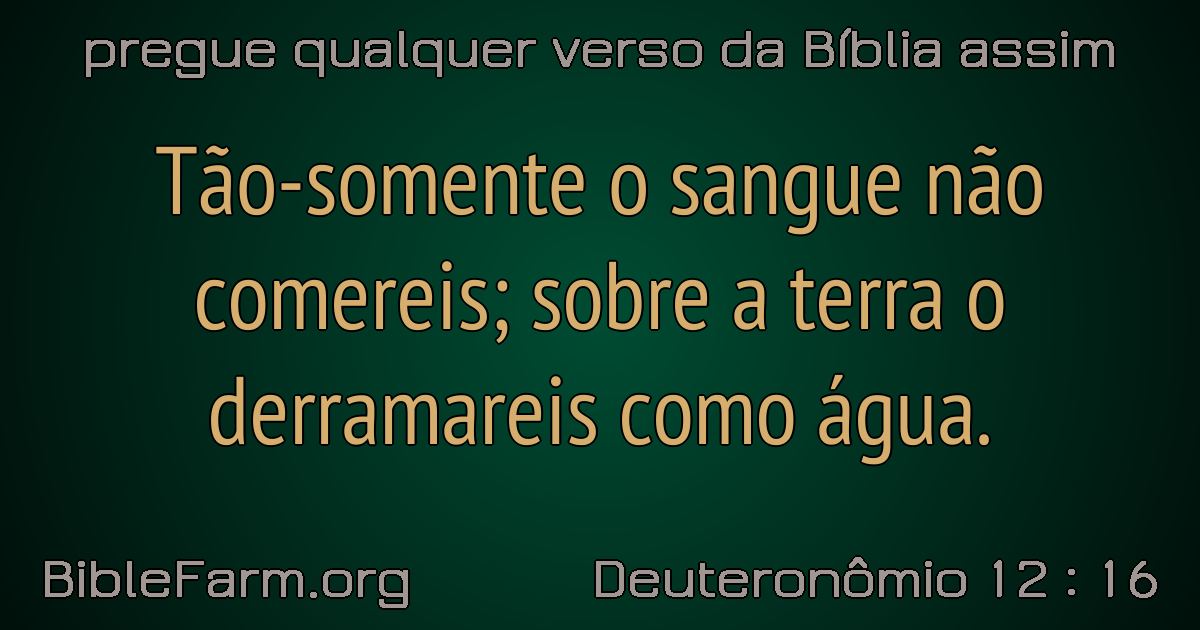 pregue qualquer verso da Bíblia assim
Tão-somente o sangue não
comereis; sobre a terra o
derramareis como água.
BibleFarm.org
Deuteronômio 12 : 16